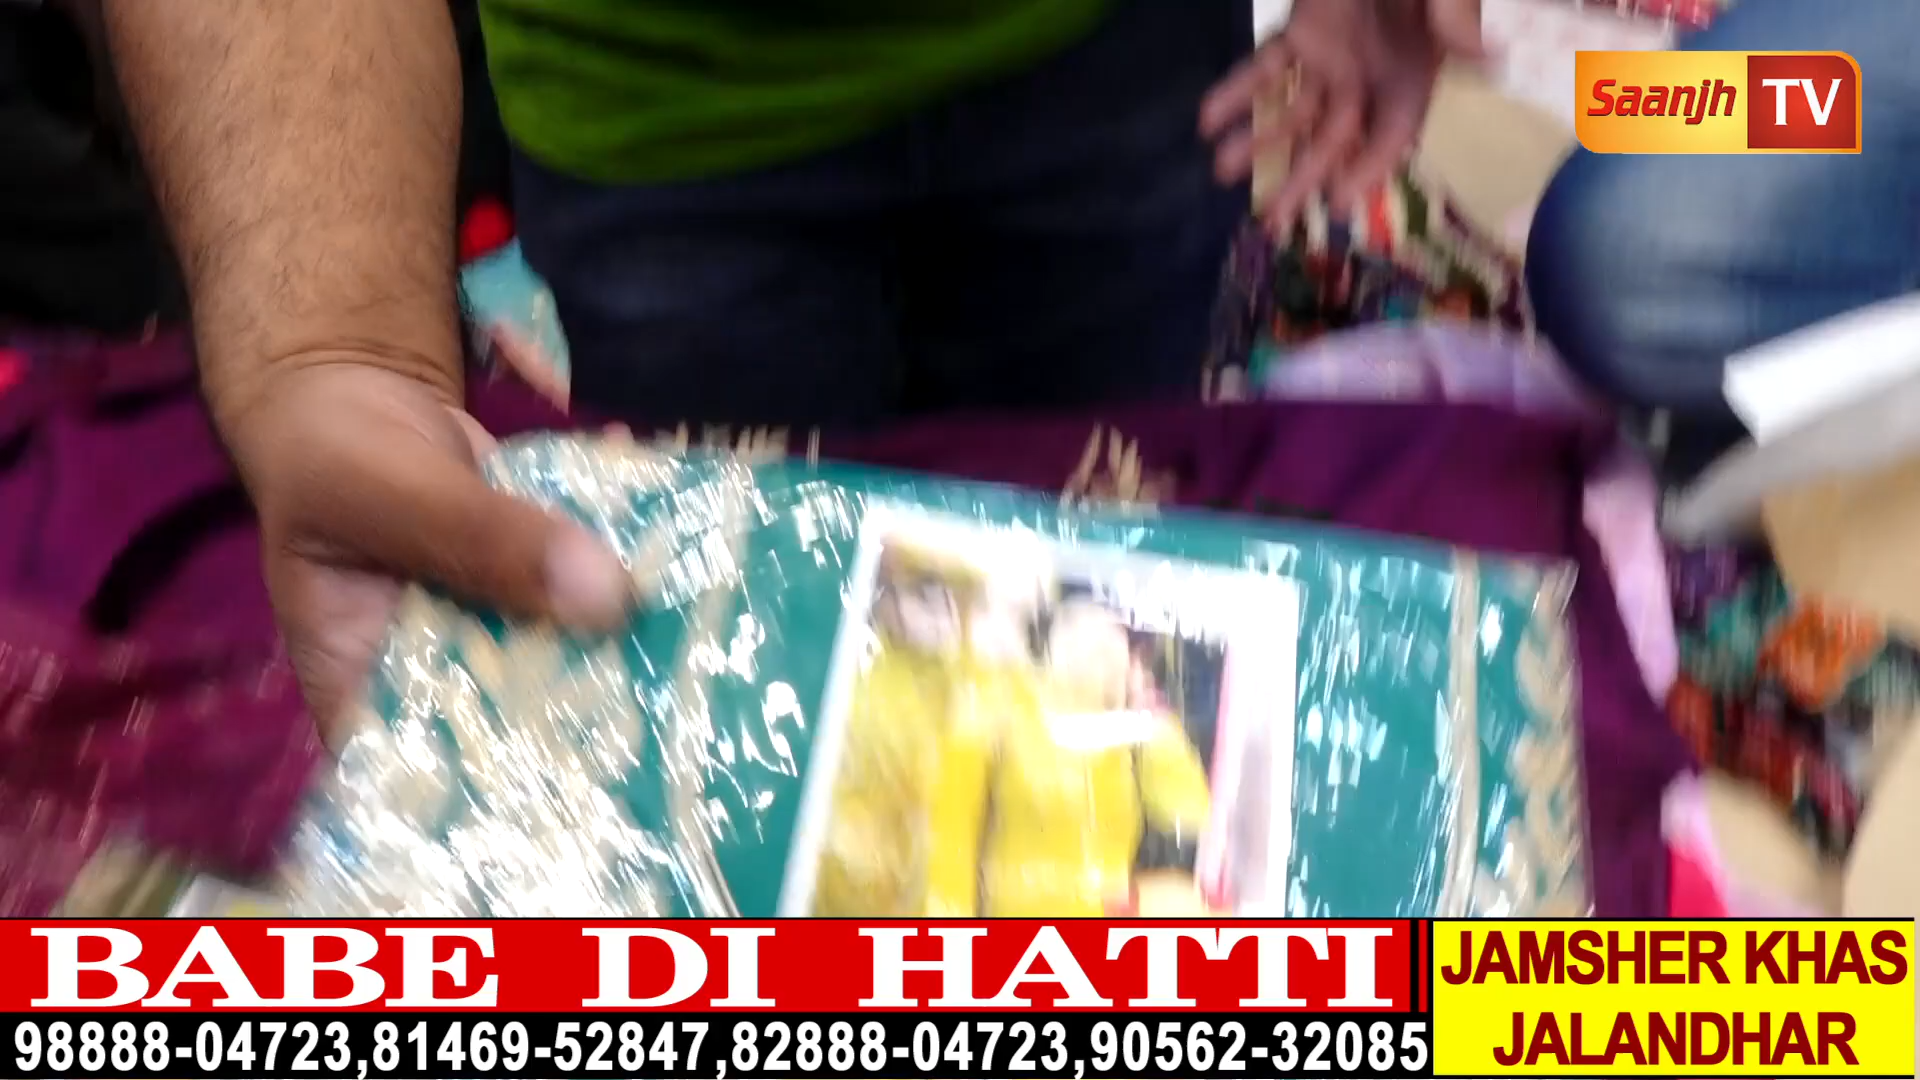 Saanjh TV
BABE DI HATTI
98888-04723,81469-52847,82888-04723,90562-32085
JAMSHER KHAS
JALANDHAR